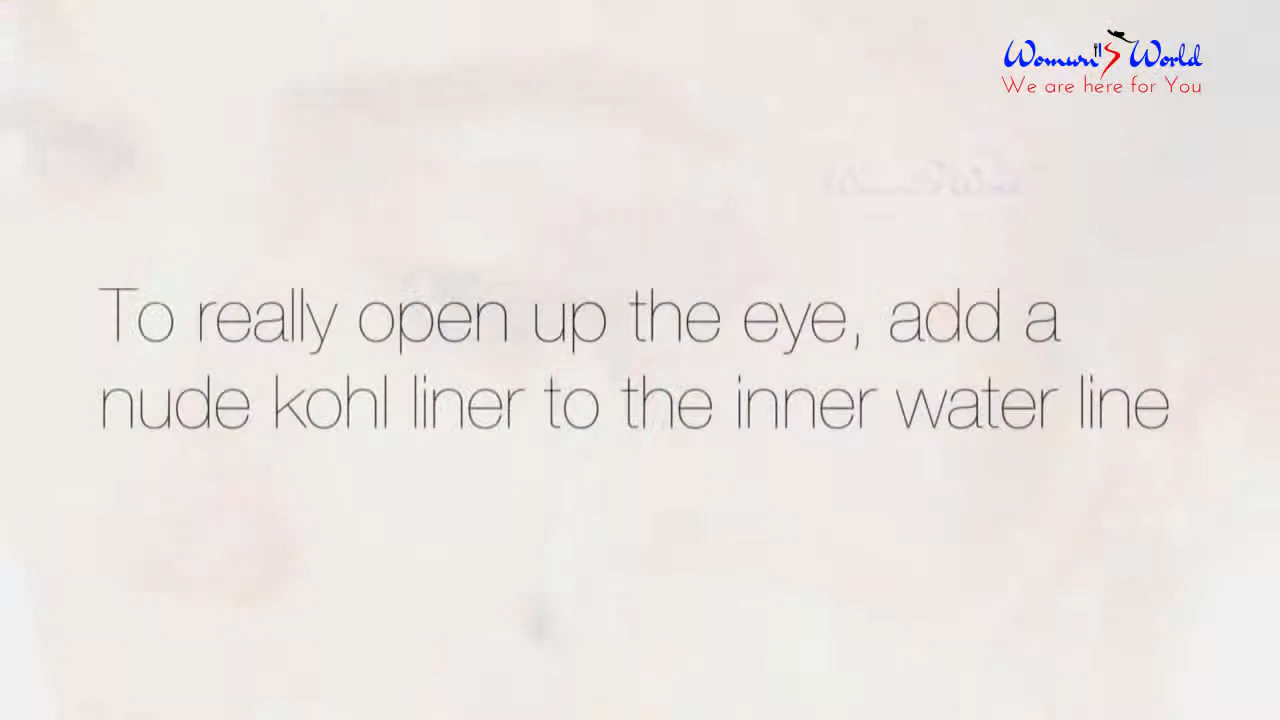 Women's World
We are here for You
To really open up the eye, add a
nude kohl liner to the inner water line